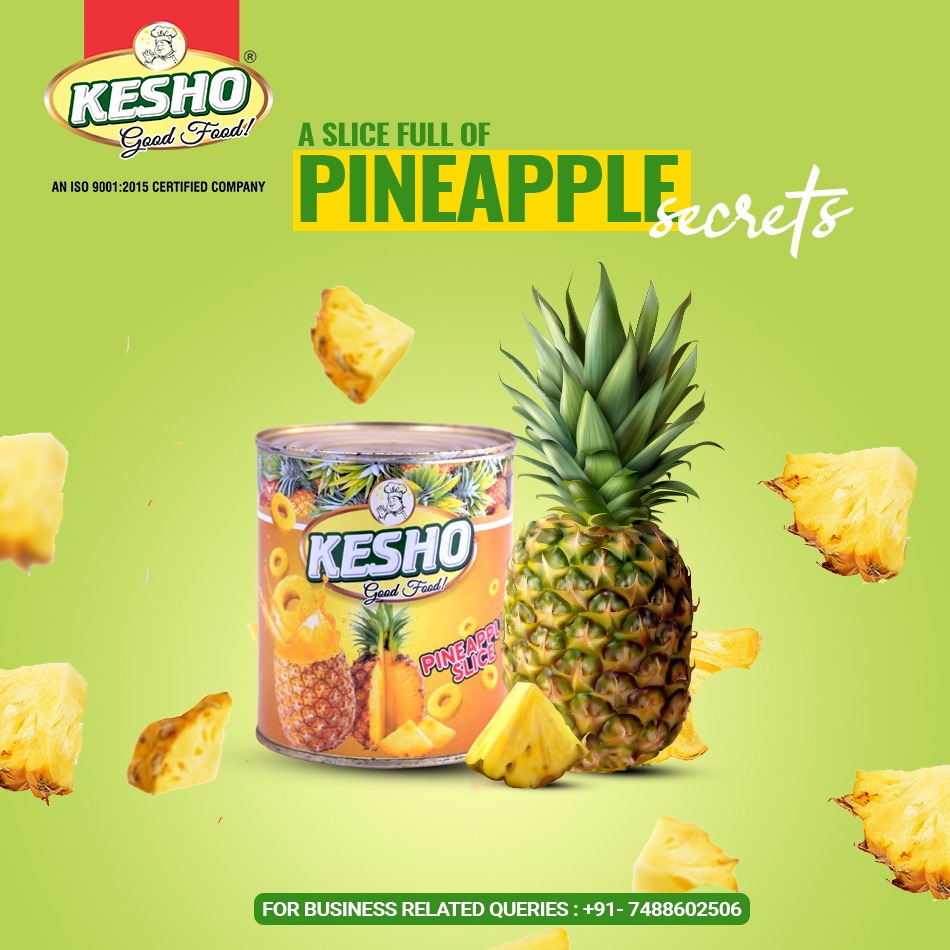 KESHO
®
Good Food!
AN ISO 9001:2015 CERTIFIED COMPANY
A SLICE FULL OF
PINEAPPLE
secrets
KESHO
Good Food!
PINEAPPLE
SLICE
FOR BUSINESS RELATED QUERIES : +91- 7488602506